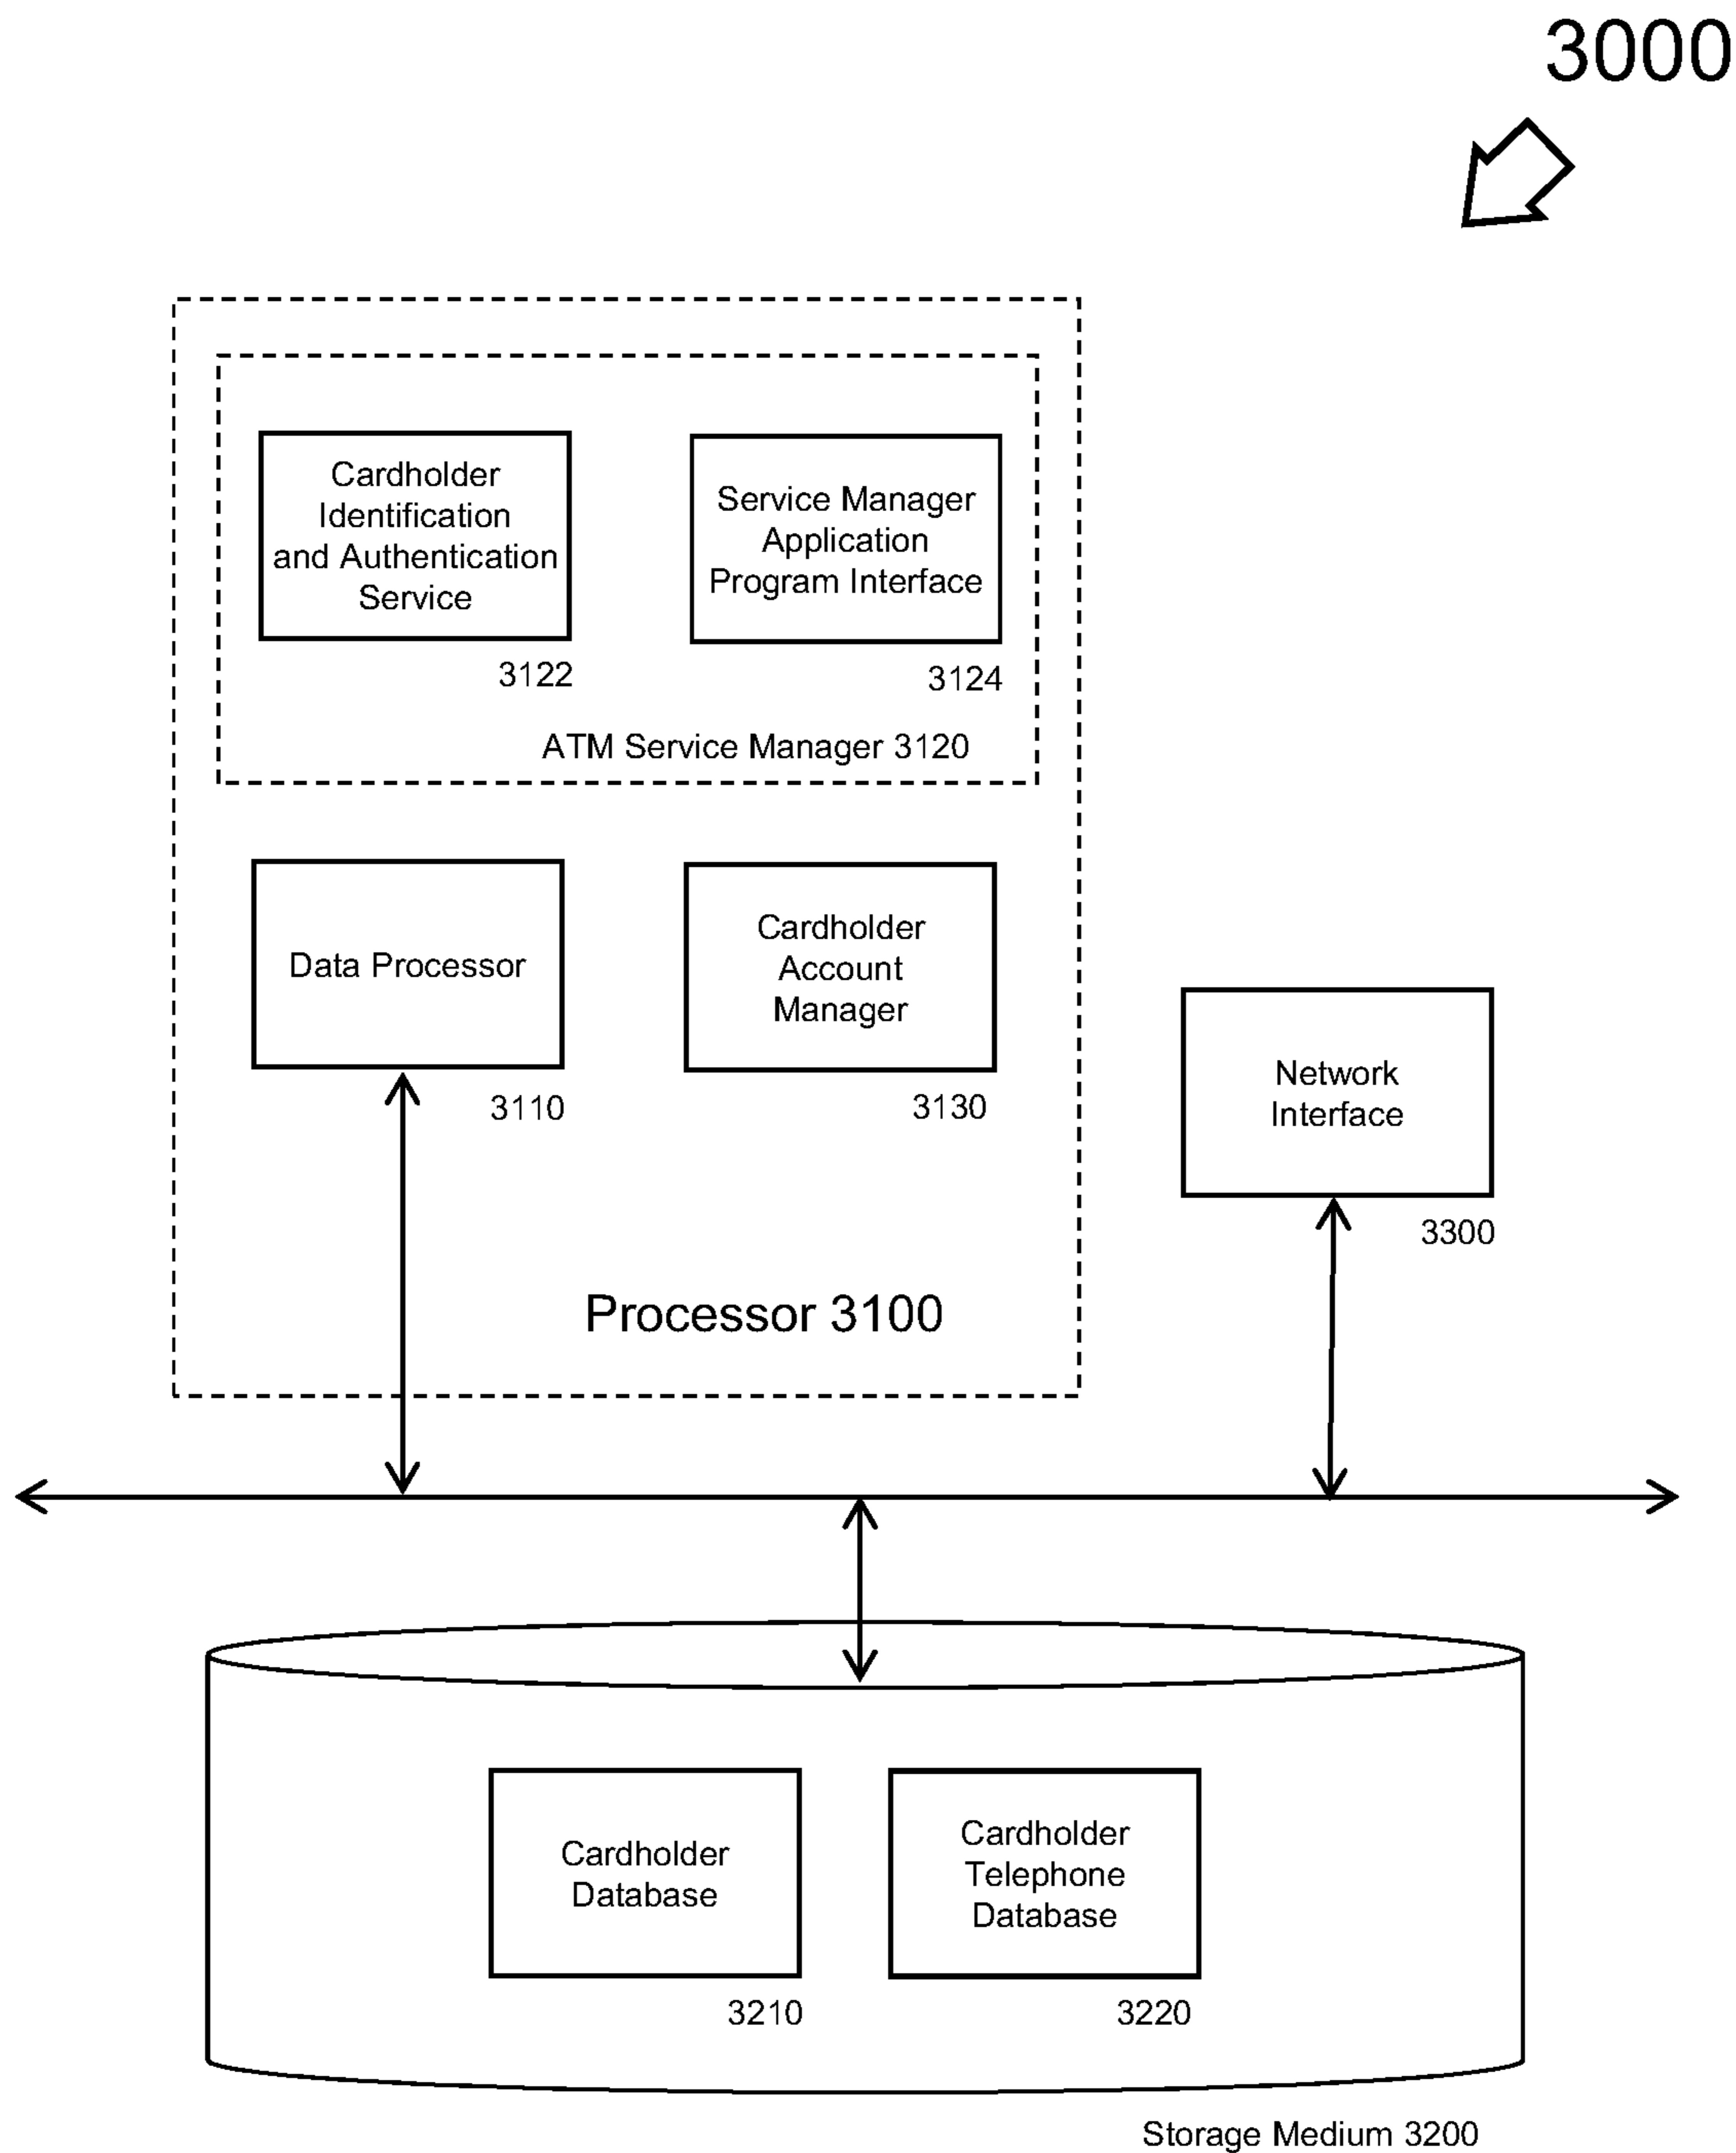 3000
Cardholder
Identification
and Authentication
Service
3122
Service Manager
Application
Program Interface
3124
ATM Service Manager 3120
Data Processor
3110
Cardholder
Account
Manager
3130
Network
Interface
3300
Processor 3100
Cardholder
Database
3210
Cardholder
Telephone
Database
3220
Storage Medium 3200